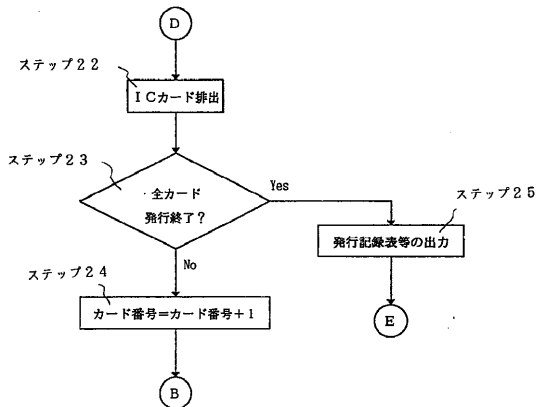 D
ステップ22
ICカード排出
ステップ23
全カード
発行終了?
Yes
ステップ25
発行記録表等の出力
No
ステップ24
カード番号=カード番号+1
E
B